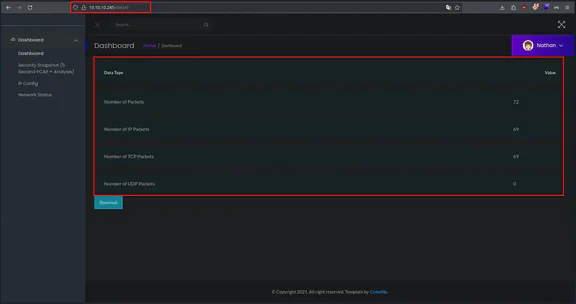 10.10.10.245/data/0
Search...
Dashboard
Dashboard
Security Snapshot (5
Second PCAP + Analysis)
IP Config
Network Status
Dashboard Home / Dashboard
Nathan
Data Type Value
Number of Packets 72
Number of IP Packets 69
Number of TCP Packets 69
Number of UDP Packets 0
Download
© Copyright 2021. All right reserved. Template by Colorlib.